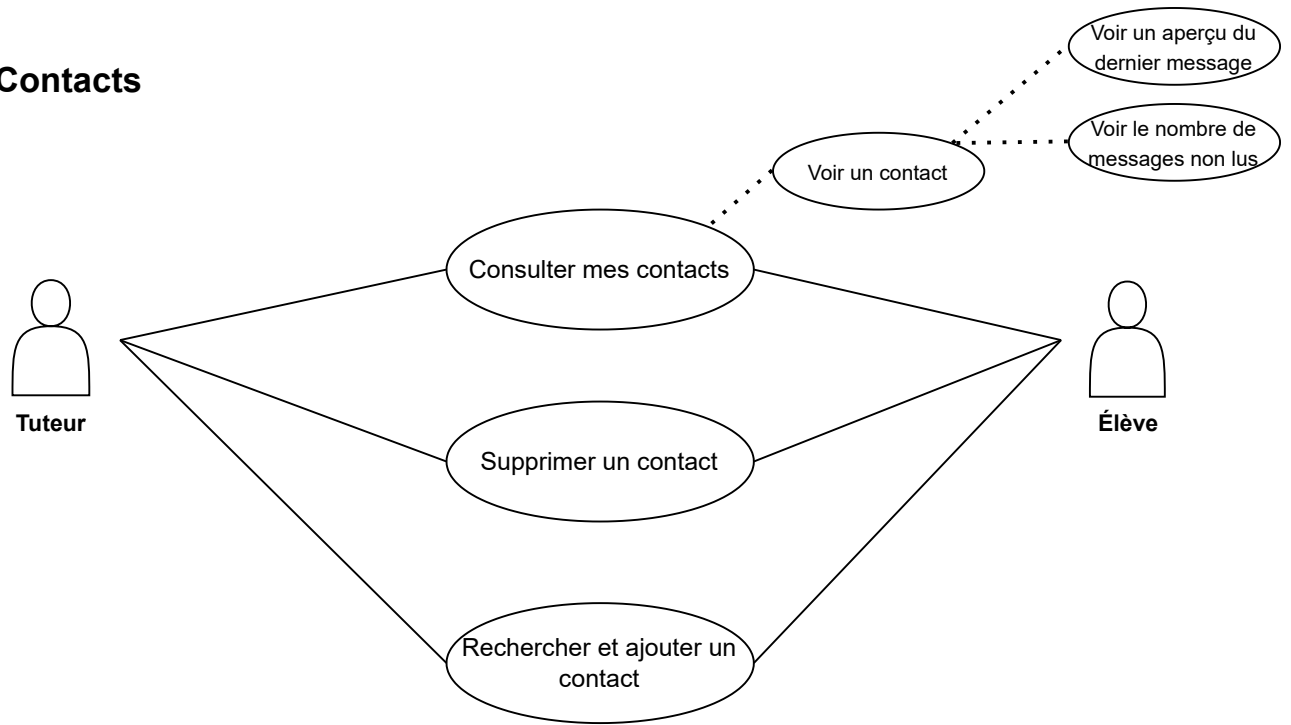 Contacts
Voir un aperçu du
dernier message
Voir le nombre de
messages non lus
Voir un contact
Consulter mes contacts
Tuteur
Élève
Supprimer un contact
Rechercher et ajouter un
contact